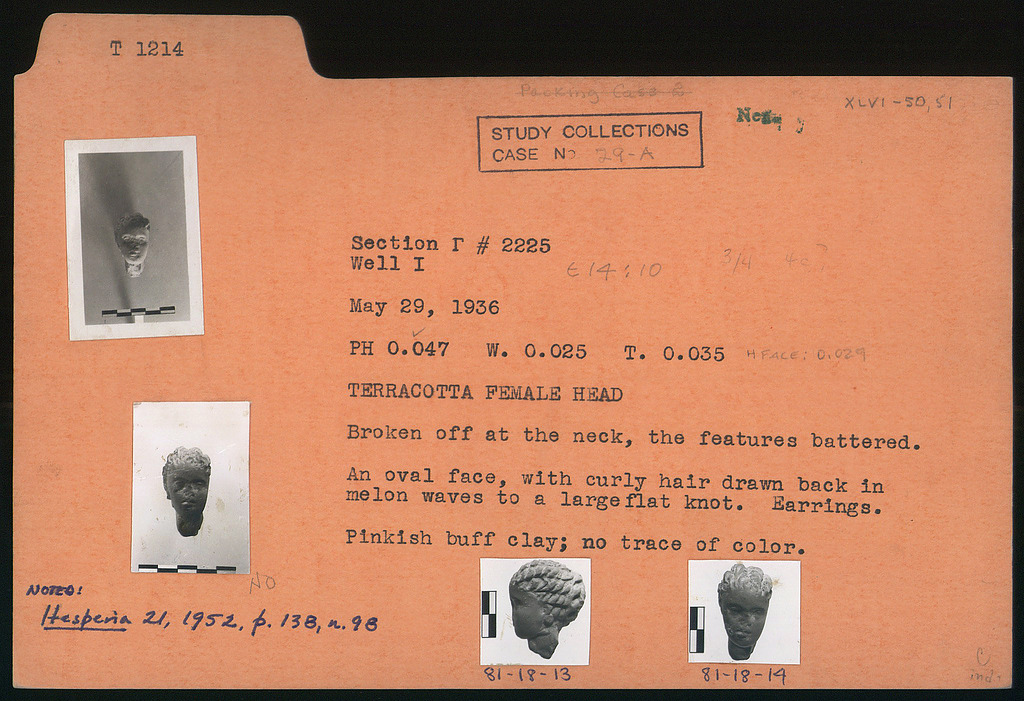 T 1214
Packing Case 2
XLVI-50,51
STUDY COLLECTIONS
CASE No 29-A
Section Γ # 2225
Well I
E 14:10
3/4
May 29, 1936
PH 0.047 W. 0.025 T. 0.035 H FACE: 0.029
TERRACOTTA FEMALE HEAD
Broken off at the neck, the features battered.
An oval face, with curly hair drawn back in
melon waves to a large flat knot. Earrings.
Pinkish buff clay; no trace of color.
NO
NOTED:
Hesperia 21, 1952, p. 138, n. 98
81-18-13
81-18-14
C
ind.